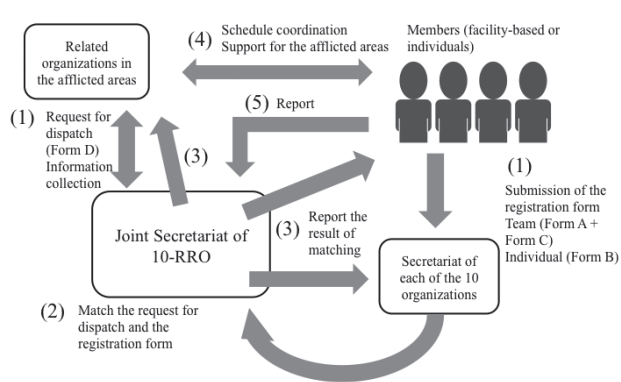 Related
organizations in
the afflicted areas
(4)
Schedule coordination
Support for the afflicted areas
Members (facility-based or
individuals)
(1)
Request for
dispatch
(Form D)
Information
collection
(3)
(5) Report
Joint Secretariat of
10-RRO
(3)
Report the
result of
matching
(1)
Submission of the
registration form
Team (Form A +
Form C)
Individual (Form B)
Secretariat of
each of the 10
organizations
(2)
Match the request for
dispatch and the
registration form